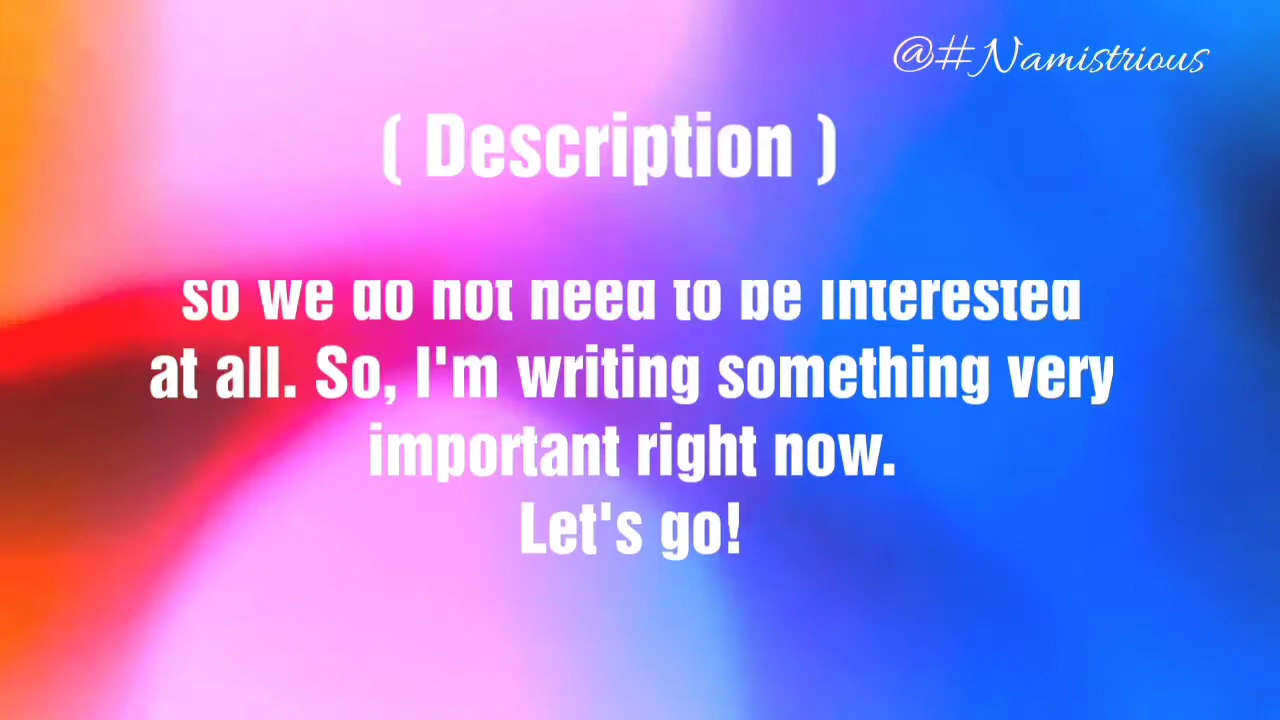 @#Namistrious
( Description )
so we do not need to be interested
at all. So, I'm writing something very
important right now.
Let's go!